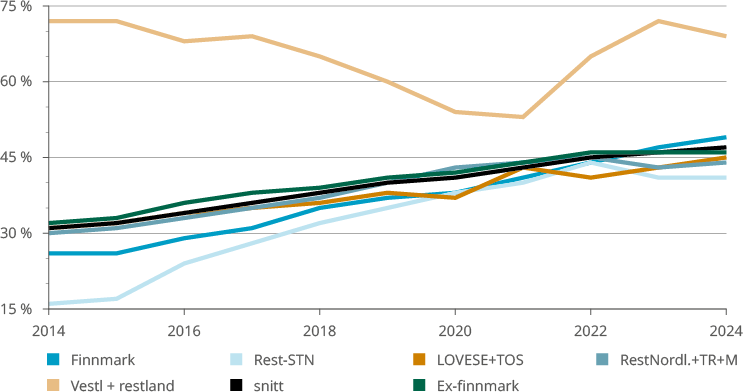 75 %
60 %
45 %
30 %
15 %
2014 2016 2018 2020 2022 2024
Finnmark Rest-STN LOVESE+TOS RestNordl.+TR+M
Vestl + restland snitt Ex-finnmark